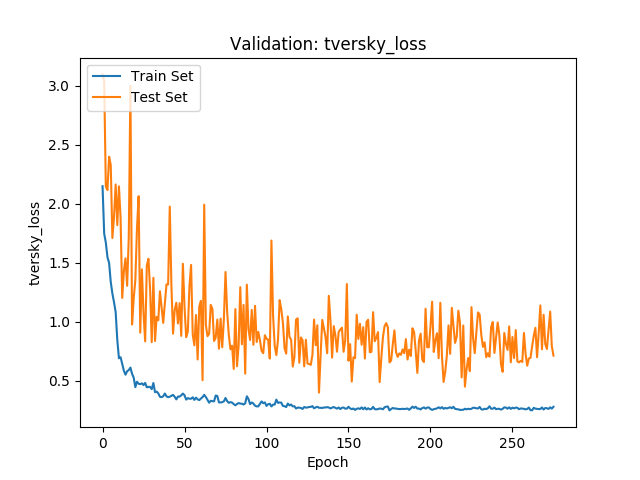 Validation: tversky_loss
Train Set
Test Set
tversky_loss
3.0
2.5
2.0
1.5
1.0
0.5
0 50 100 150 200 250
Epoch